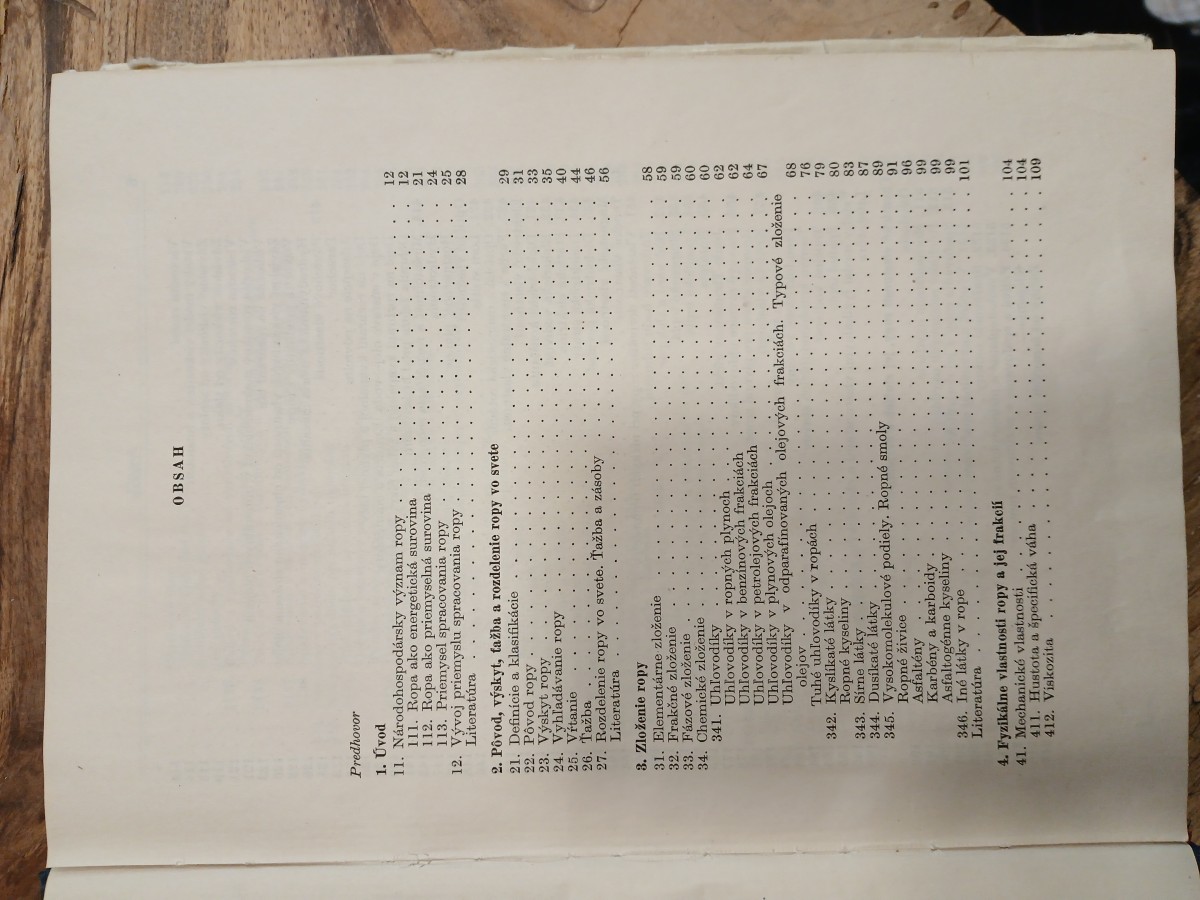 OBSAH
Predhovor
1. Úvod
11. Národohospodársky význam ropy . . . . . . . . . . . . . . . . . . . . . . 12
111. Ropa ako energetická surovina . . . . . . . . . . . . . . . . . . . . . 12
112. Ropa ako priemyselná surovina . . . . . . . . . . . . . . . . . . . . . 21
113. Priemysel spracovania ropy . . . . . . . . . . . . . . . . . . . . . . 24
12. Vývoj priemyslu spracovania ropy . . . . . . . . . . . . . . . . . . . . . 25
Literatúra . . . . . . . . . . . . . . . . . . . . . . . . . . . . . 28
2. Pôvod, výskyt, ťažba a rozdelenie ropy vo svete
21. Definície a klasifikácie . . . . . . . . . . . . . . . . . . . . . . . . 29
22. Pôvod ropy . . . . . . . . . . . . . . . . . . . . . . . . . . . . 31
23. Výskyt ropy . . . . . . . . . . . . . . . . . . . . . . . . . . . . 33
24. Vyhľadávanie ropy . . . . . . . . . . . . . . . . . . . . . . . . . 35
25. Vŕtanie . . . . . . . . . . . . . . . . . . . . . . . . . . . . . . 40
26. Ťažba . . . . . . . . . . . . . . . . . . . . . . . . . . . . . . 44
27. Rozdelenie ropy vo svete. Ťažba a zásoby . . . . . . . . . . . . . . . . . . 46
Literatúra . . . . . . . . . . . . . . . . . . . . . . . . . . . . . 56
3. Zloženie ropy
31. Elementárne zloženie . . . . . . . . . . . . . . . . . . . . . . . . 58
32. Frakčné zloženie . . . . . . . . . . . . . . . . . . . . . . . . . . 59
33. Fázové zloženie . . . . . . . . . . . . . . . . . . . . . . . . . . 59
34. Chemické zloženie . . . . . . . . . . . . . . . . . . . . . . . . . 60
341. Uhľovodíky . . . . . . . . . . . . . . . . . . . . . . . . . . 60
Uhľovodíky v ropných plynoch . . . . . . . . . . . . . . . . . . . . 62
Uhľovodíky v benzínových frakciách . . . . . . . . . . . . . . . . . . 62
Uhľovodíky v petrolejových frakciách . . . . . . . . . . . . . . . . . . 64
Uhľovodíky v plynových olejoch . . . . . . . . . . . . . . . . . . . 67
Uhľovodíky v odparafínovaných olejových frakciách. Typové zloženie
olejov . . . . . . . . . . . . . . . . . . . . . . . . . . . . 68
Tuhé uhľovodíky v ropách . . . . . . . . . . . . . . . . . . . . . 76
342. Kyslíkaté látky . . . . . . . . . . . . . . . . . . . . . . . . . 79
Ropné kyseliny . . . . . . . . . . . . . . . . . . . . . . . . . 80
343. Sírne látky . . . . . . . . . . . . . . . . . . . . . . . . . . 83
344. Dusíkaté látky . . . . . . . . . . . . . . . . . . . . . . . . . 87
345. Vysokomolekulové podiely. Ropné smoly . . . . . . . . . . . . . . . . 89
Ropné živice . . . . . . . . . . . . . . . . . . . . . . . . . . 91
Asfaltény . . . . . . . . . . . . . . . . . . . . . . . . . . . 96
Karbény a karboidy . . . . . . . . . . . . . . . . . . . . . . . 99
Asfaltogénne kyseliny . . . . . . . . . . . . . . . . . . . . . . 99
346. Iné látky v rope . . . . . . . . . . . . . . . . . . . . . . . . 99
Literatúra . . . . . . . . . . . . . . . . . . . . . . . . . . . . 101
4. Fyzikálne vlastnosti ropy a jej frakcií
41. Mechanické vlastnosti . . . . . . . . . . . . . . . . . . . . . . . . 104
411. Hustota a špecifická váha . . . . . . . . . . . . . . . . . . . . . 104
412. Viskozita . . . . . . . . . . . . . . . . . . . . . . . . . . . 109